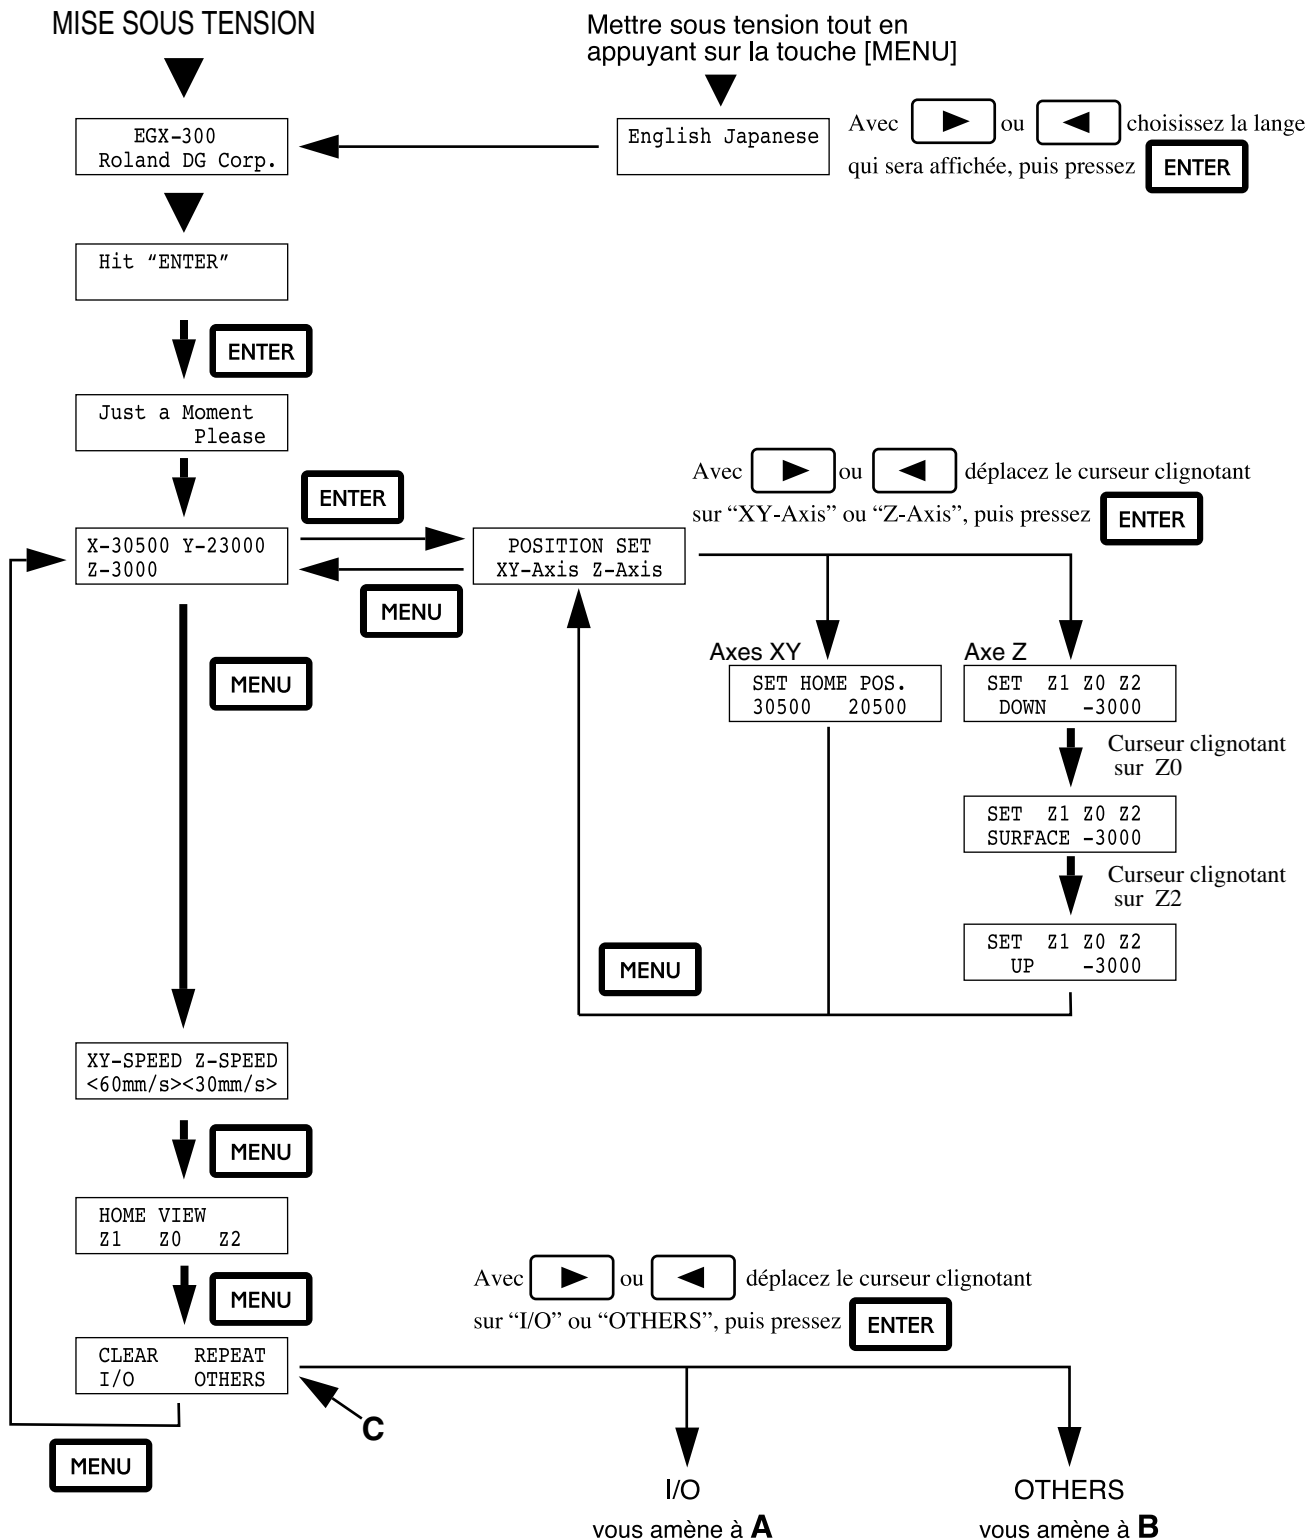 MISE SOUS TENSION
Mettre sous tension tout en
appuyant sur la touche [MENU]
EGX-300
Roland DG Corp.
English Japanese
Avec ou choisissez la lange
qui sera affichée, puis pressez ENTER
Hit “ENTER”
ENTER
Just a Moment
Please
ENTER
Avec ou déplacez le curseur clignotant
sur “XY-Axis” ou “Z-Axis”, puis pressez ENTER
X-30500 Y-23000
Z-3000
POSITION SET
XY-Axis Z-Axis
MENU
MENU
Axes XY
SET HOME POS.
30500 20500
Axe Z
SET Z1 Z0 Z2
DOWN -3000
Curseur clignotant
sur Z0
SET Z1 Z0 Z2
SURFACE -3000
Curseur clignotant
sur Z2
SET Z1 Z0 Z2
UP -3000
MENU
XY-SPEED Z-SPEED
<60mm/s><30mm/s>
MENU
HOME VIEW
Z1 Z0 Z2
MENU
Avec ou déplacez le curseur clignotant
sur “I/O” ou “OTHERS”, puis pressez ENTER
CLEAR REPEAT
I/O OTHERS
C
MENU
I/O
vous amène à A
OTHERS
vous amène à B